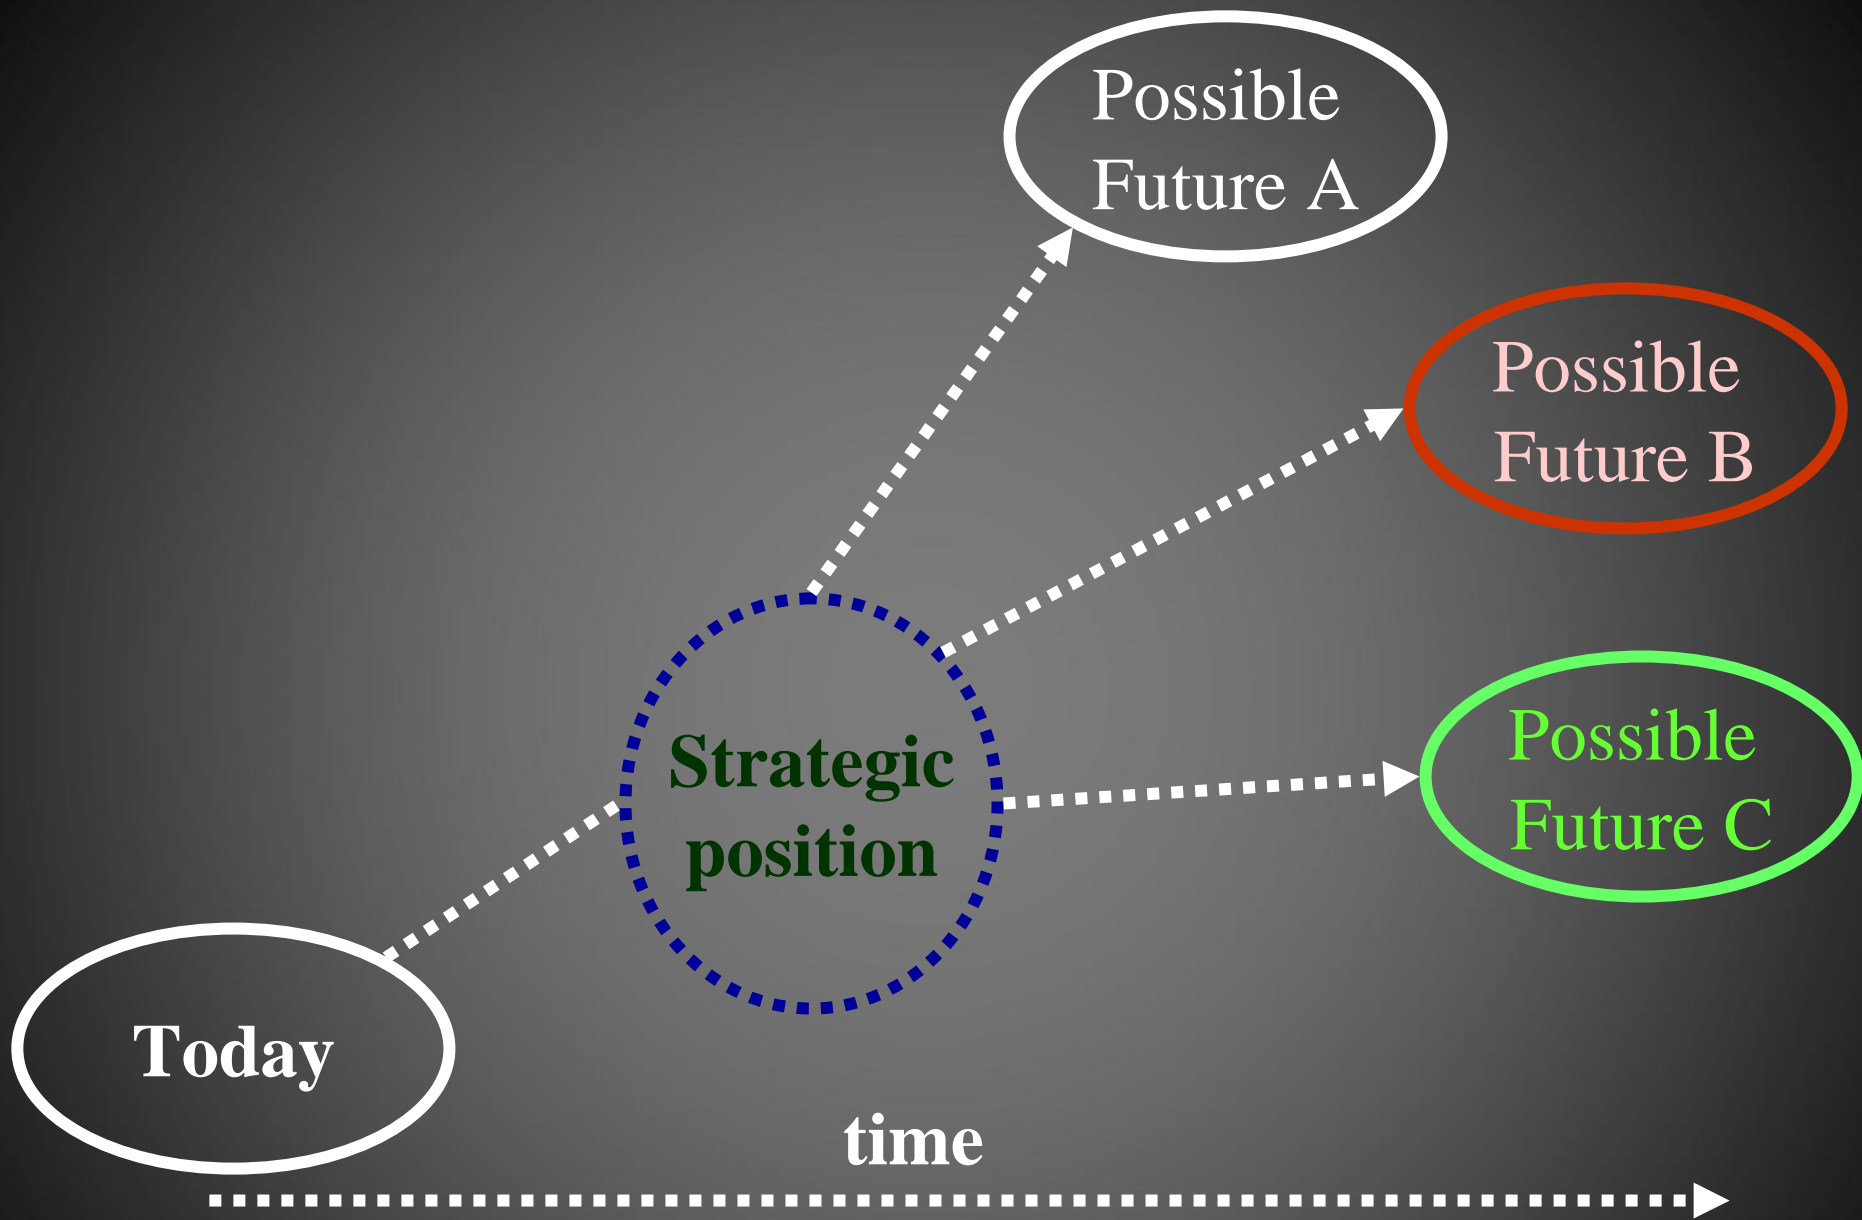 Possible
Future A
Possible
Future B
Possible
Future C
Strategic
position
Today
time